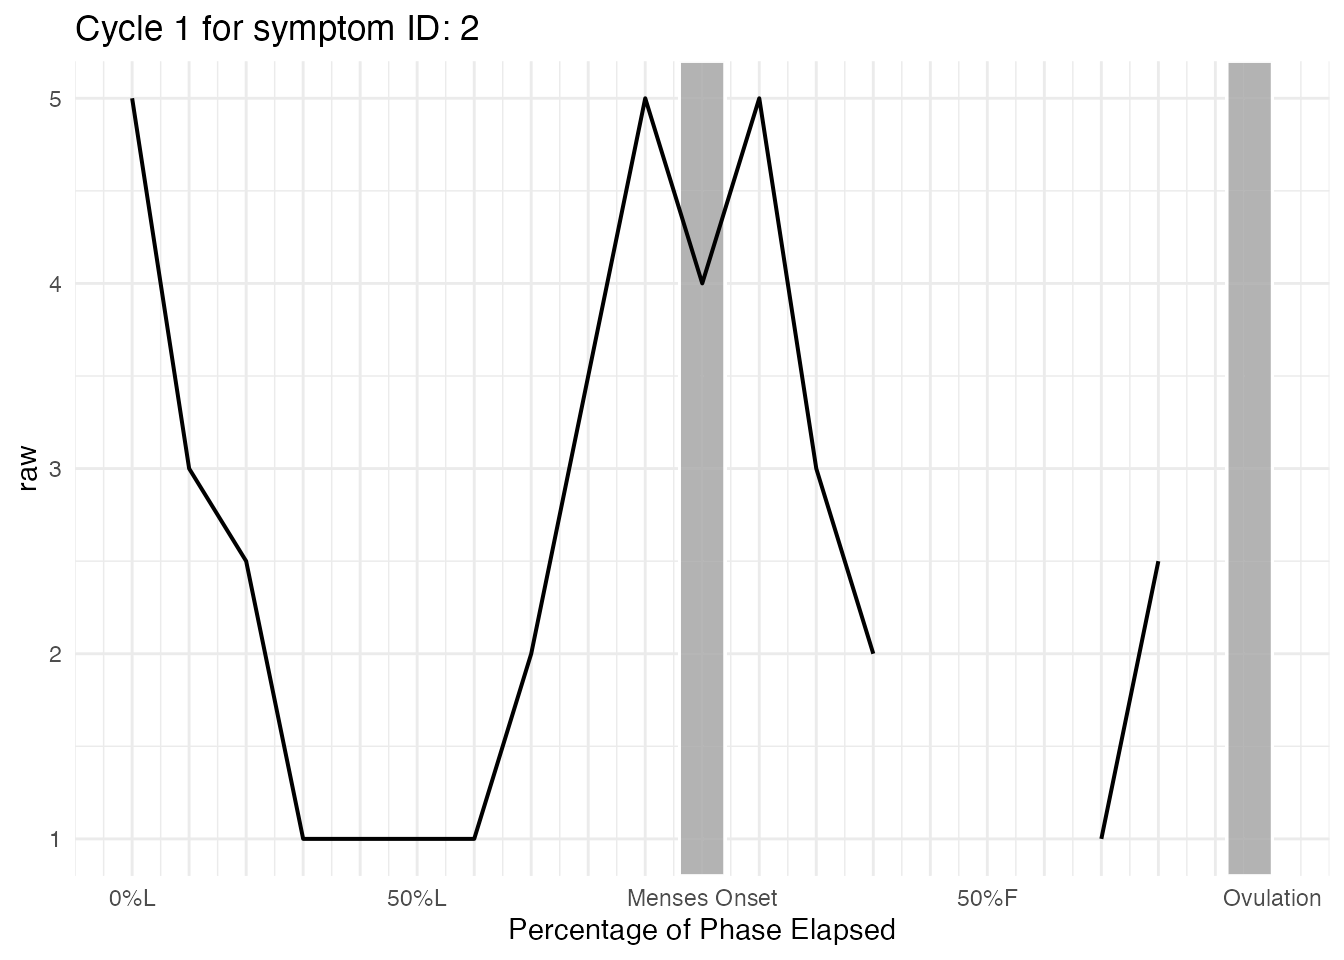 Cycle 1 for symptom ID: 2
5
4
3
2
1
raw
0%L 50%L Menses Onset 50%F Ovulation
Percentage of Phase Elapsed